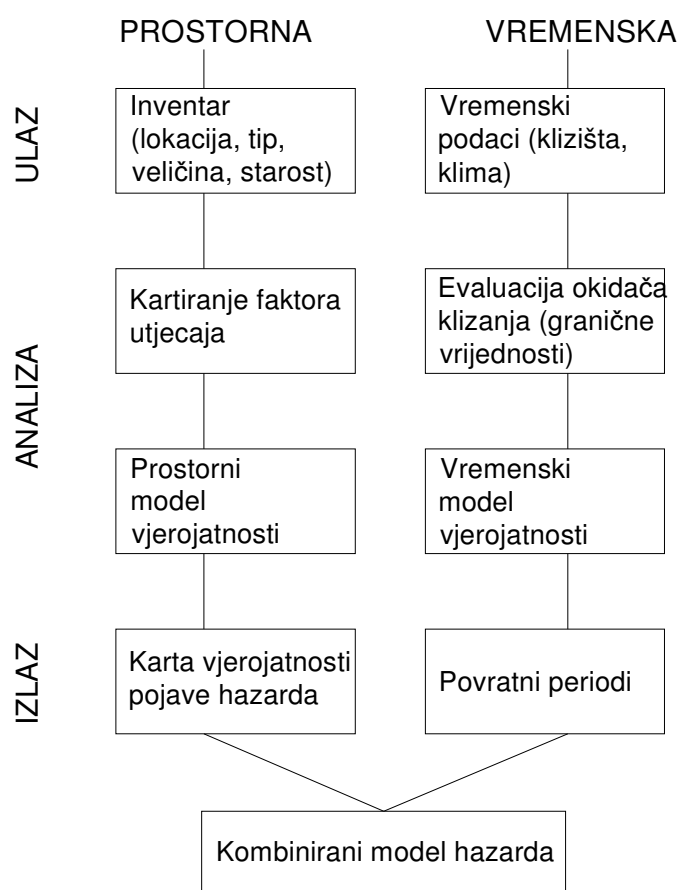 PROSTORNA
VREMENSKA
ULAZ
Inventar
(lokacija, tip,
veličina, starost)
Vremenski
podaci (klizišta,
klima)
ANALIZA
Kartiranje faktora
utjecaja
Evaluacija okidača
klizanja (granične
vrijednosti)
Prostorni
model
vjerojatnosti
Vremenski
model
vjerojatnosti
IZLAZ
Karta vjerojatnosti
pojave hazarda
Povratni periodi
Kombinirani model hazarda